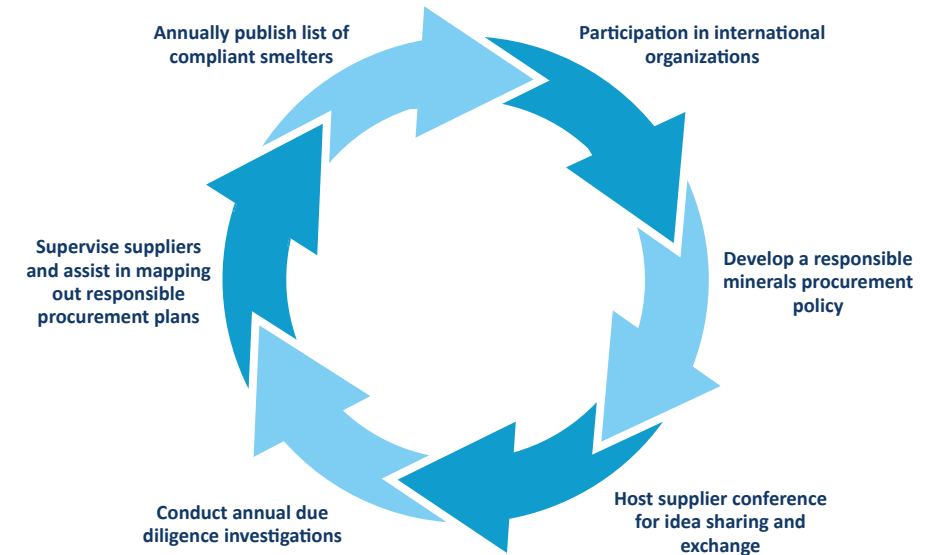 Annually publish list of
compliant smelters
Participation in international
organizations
Develop a responsible
minerals procurement
policy
Host supplier conference
for idea sharing and
exchange
Conduct annual due
diligence investigations
Supervise suppliers
and assist in mapping
out responsible
procurement plans